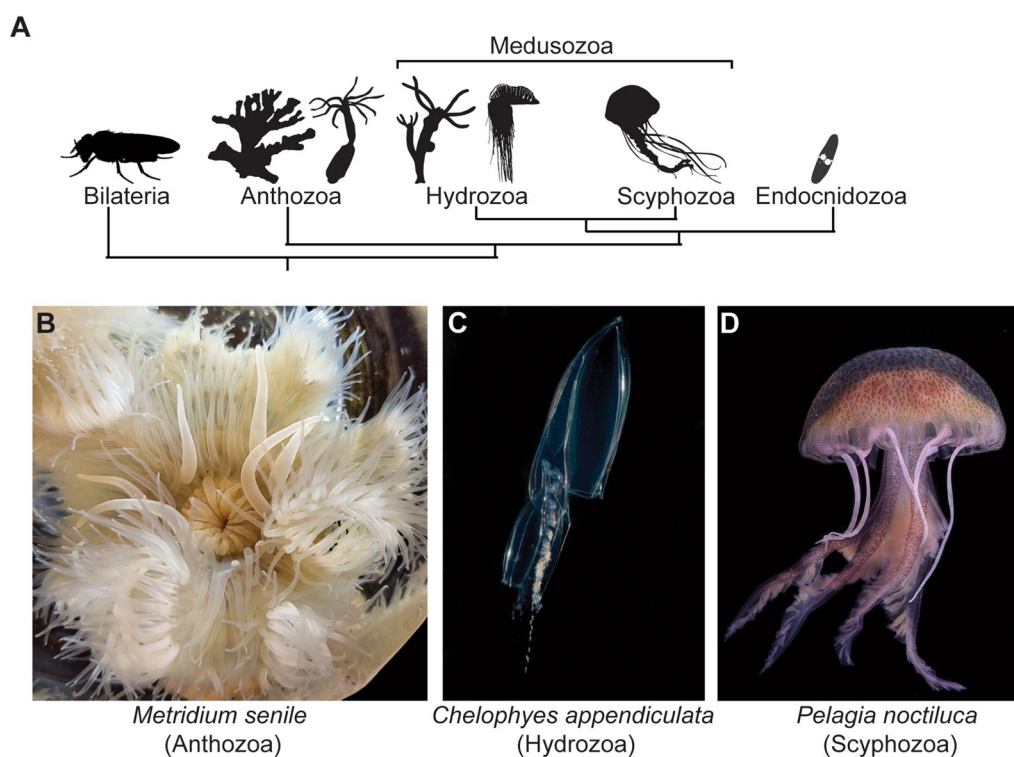 A
Medusozoa
Bilateria Anthozoa Hydrozoa Scyphozoa Endocnidozoa
B C D
Metridium senile Chelophyes appendiculata Pelagia noctiluca
(Anthozoa) (Hydrozoa) (Scyphozoa)